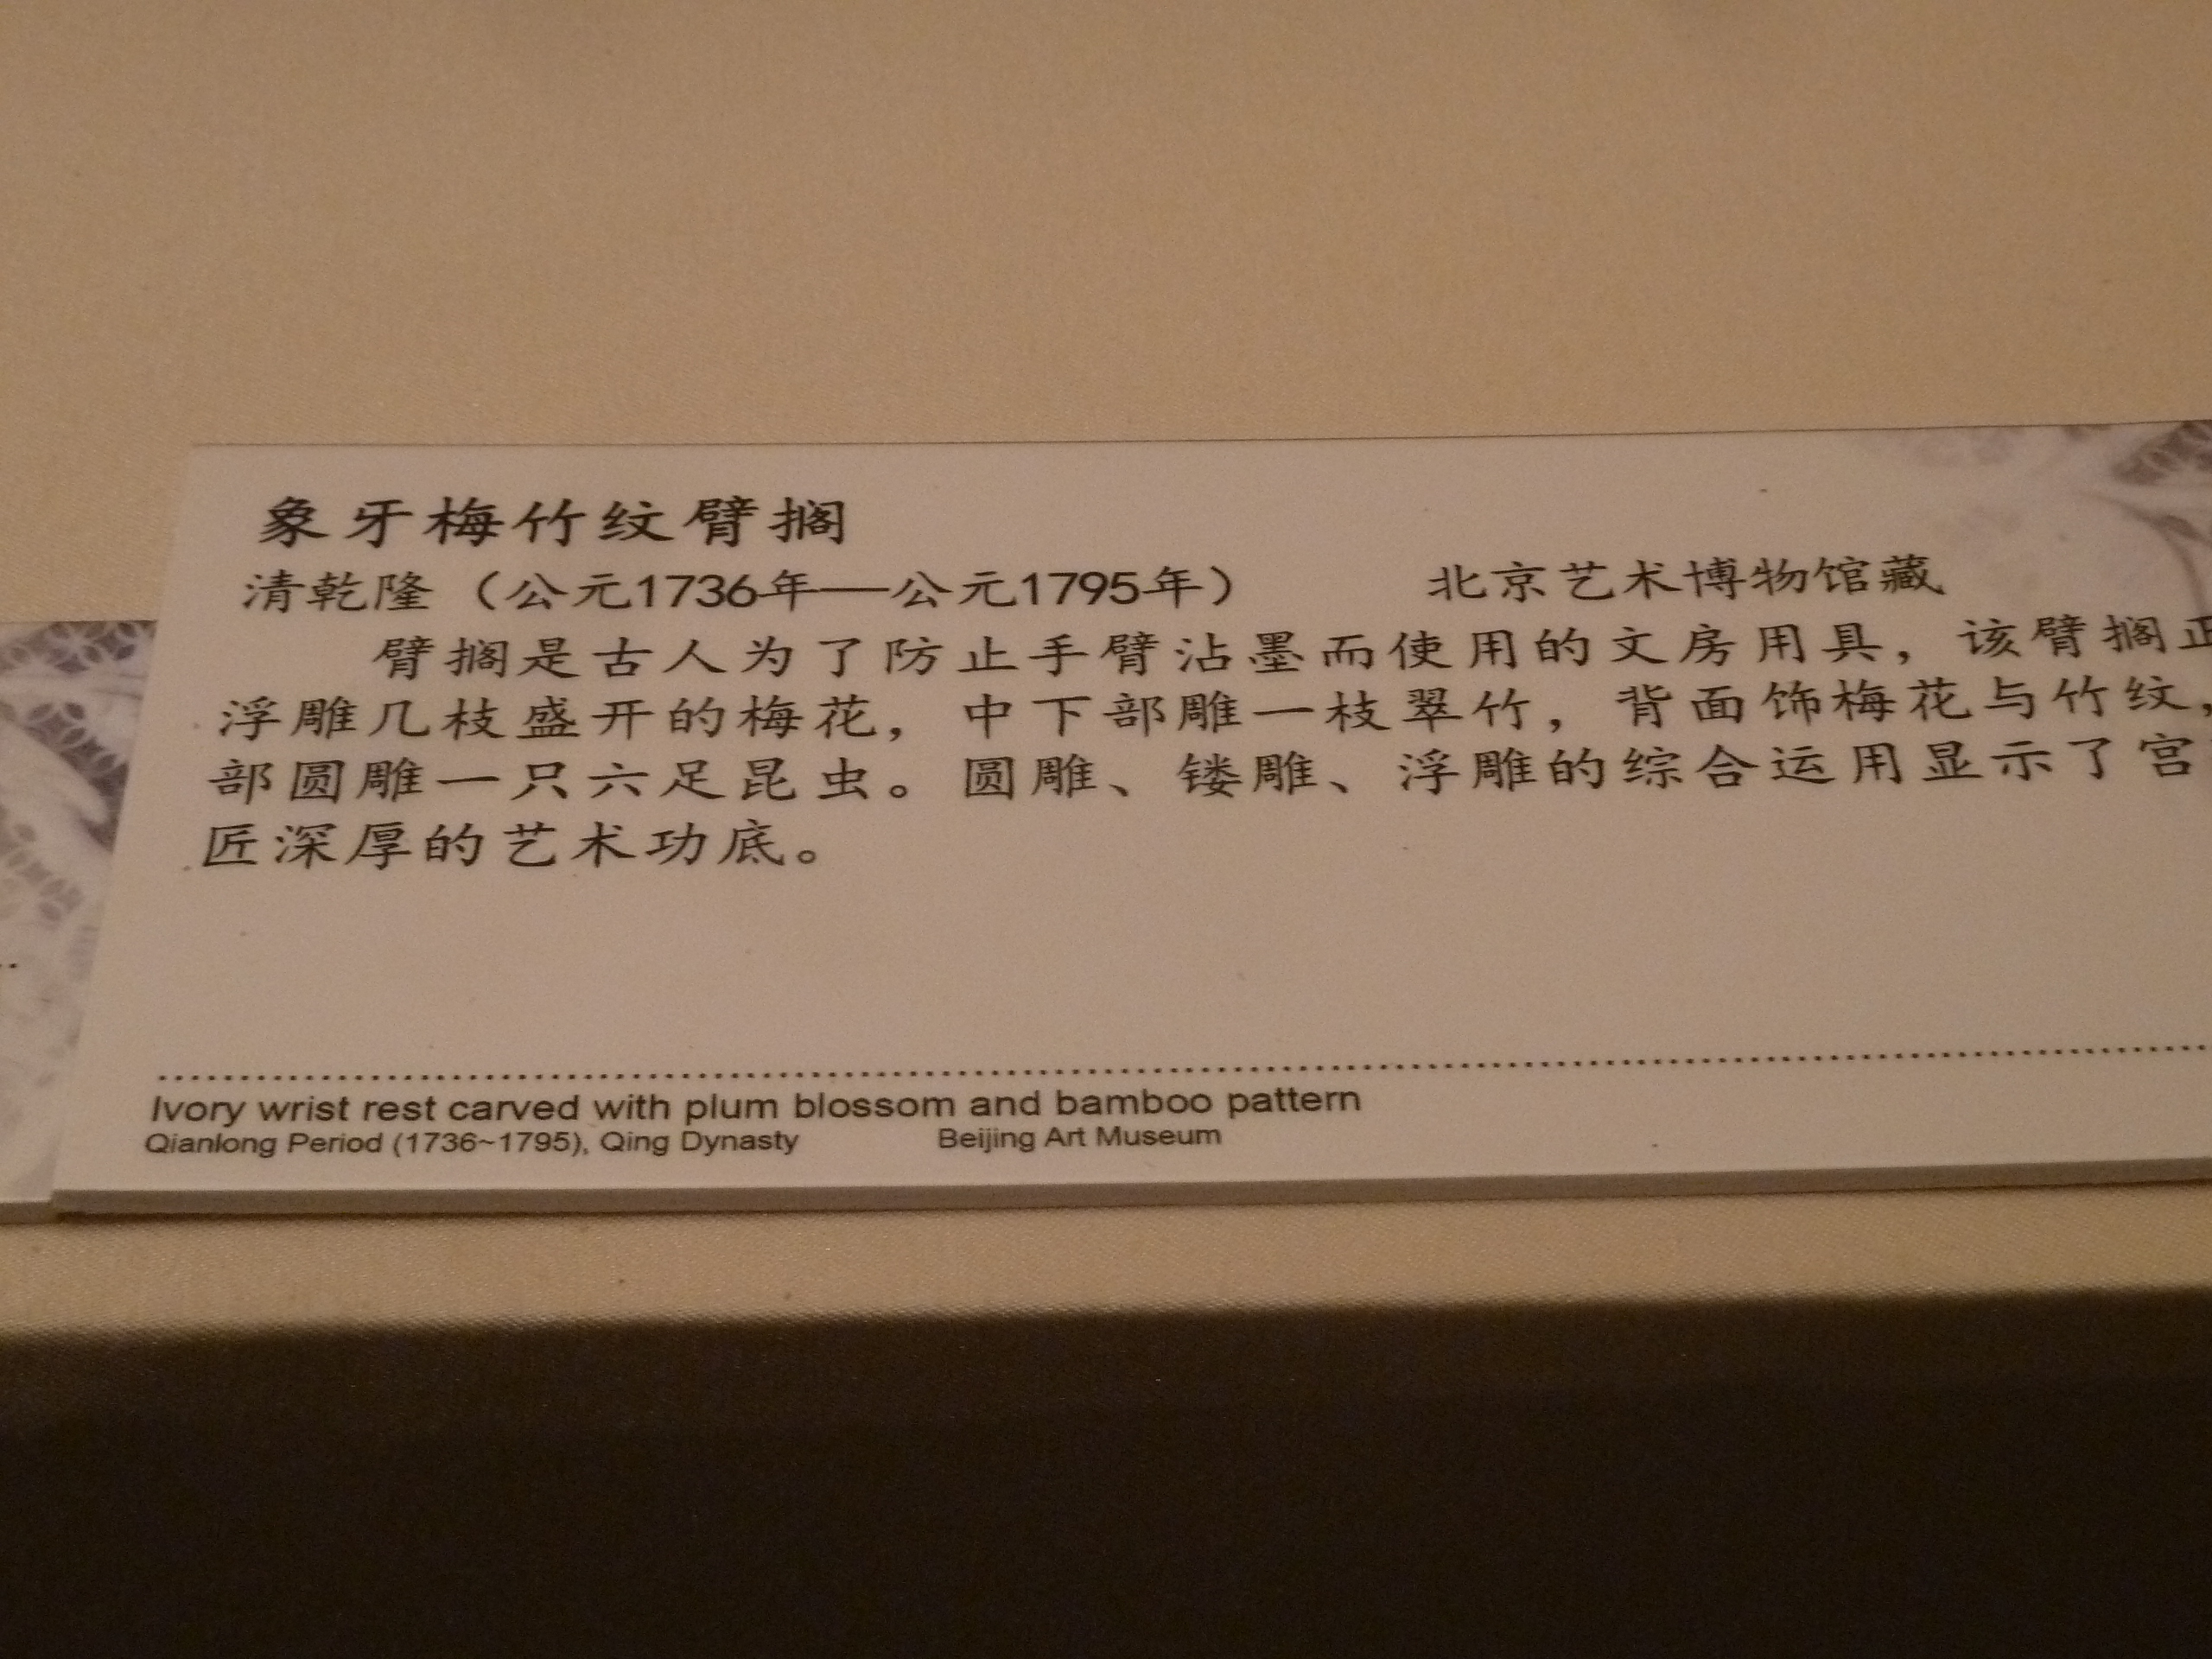 象牙梅竹纹臂搁
清乾隆（公元1736年—公元1795年） 北京艺术博物馆藏
臂搁是古人为了防止手臂沾墨而使用的文房用具，该臂搁正
浮雕几枝盛开的梅花，中下部雕一枝翠竹，背面饰梅花与竹纹，
部圆雕一只六足昆虫。圆雕、镂雕、浮雕的综合运用显示了宫
匠深厚的艺术功底。
Ivory wrist rest carved with plum blossom and bamboo pattern
Qianlong Period (1736~1795), Qing Dynasty Beijing Art Museum